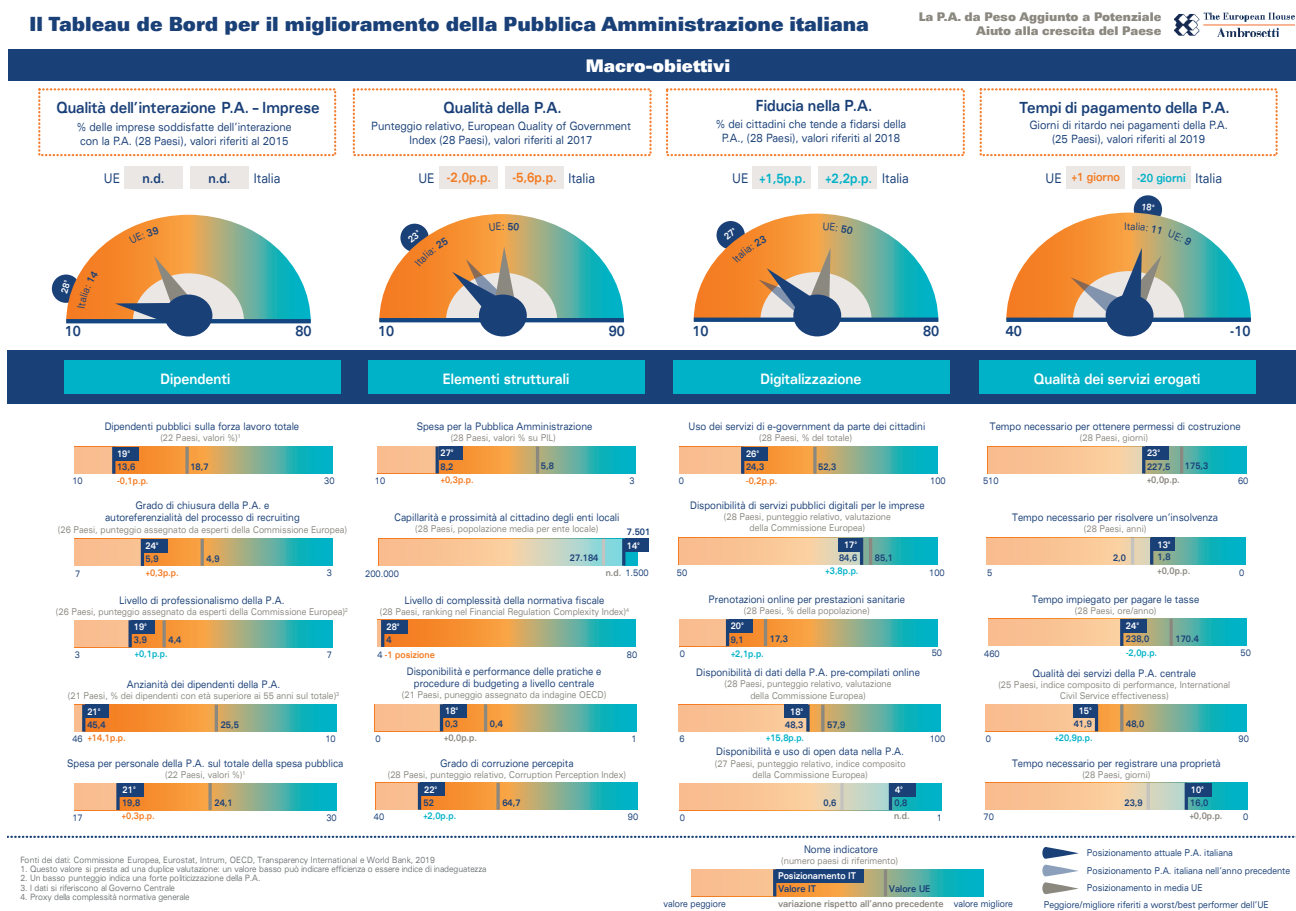 Il Tableau de Bord per il miglioramento della Pubblica Amministrazione italiana
La P.A. da Peso Aggiunto a Potenziale
Aiuto alla crescita del Paese
The European House
Ambrosetti
Macro-obiettivi
Qualità dell'interazione P.A. – Imprese
% delle imprese soddisfatte dell'interazione
con la P.A. (28 Paesi), valori riferiti al 2015
UE n.d. n.d. Italia
28°
Italia: 14
UE: 39
10 80
Qualità della P.A.
Punteggio relativo, European Quality of Government
Index (28 Paesi), valori riferiti al 2017
UE -2,0p.p. -5,6p.p. Italia
23°
Italia: 25
UE: 50
10 90
Fiducia nella P.A.
% dei cittadini che tende a fidarsi della
P.A., (28 Paesi), valori riferiti al 2018
UE +1,5p.p. +2,2p.p. Italia
27°
Italia: 23
UE: 50
10 80
Tempi di pagamento della P.A.
Giorni di ritardo nei pagamenti della P.A.
(25 Paesi), valori riferiti al 2019
UE +1 giorno -20 giorni Italia
18°
Italia: 11
UE: 9
40 -10
Dipendenti
Dipendenti pubblici sulla forza lavoro totale
(22 Paesi, valori %)¹
19°
13,6 18,7
10 -0,1p.p. 30
Grado di chiusura della P.A. e
autoreferenzialità del processo di recruiting
(26 Paesi, punteggio assegnato da esperti della Commissione Europea)
24°
5,9 4,9
7 +0,3p.p. 3
Livello di professionalismo della P.A.
(26 Paesi, punteggio assegnato da esperti della Commissione Europea)²
19°
3,9 4,4
3 +0,1p.p. 7
Anzianità dei dipendenti della P.A.
(21 Paesi, % dei dipendenti con età superiore ai 55 anni sul totale)³
21°
45,4 25,5
46 +14,1p.p. 10
Spesa per personale della P.A. sul totale della spesa pubblica
(22 Paesi, valori %)¹
21°
19,8 24,1
17 +0,3p.p. 30
Elementi strutturali
Spesa per la Pubblica Amministrazione
(28 Paesi, valori % su PIL)
27°
8,2 5,8
10 +0,3p.p. 3
Capillarità e prossimità al cittadino degli enti locali
(28 Paesi, popolazione media per ente locale)
7.501
14°
27.184
200.000 n.d. 1.500
Livello di complessità della normativa fiscale
(28 Paesi, ranking nel Financial Regulation Complexity Index)⁴
28°
4
4 -1 posizione 80
Disponibilità e performance delle pratiche e
procedure di budgeting a livello centrale
(21 Paesi, puneggio assegnato da indagine OECD)
18°
0,3 0,4
0 +0,0p.p. 1
Grado di corruzione percepita
(28 Paesi, punteggio relativo, Corruption Perception Index)
22°
52 64,7
40 +2,0p.p. 90
Digitalizzazione
Uso dei servizi di e-government da parte dei cittadini
(28 Paesi, % del totale)
26°
24,3 52,3
0 -0,2p.p. 100
Disponibilità di servizi pubblici digitali per le imprese
(28 Paesi, punteggio relativo, valutazione
della Commissione Europea)
17°
84,6 85,1
50 +3,8p.p. 100
Prenotazioni online per prestazioni sanitarie
(28 Paesi, % della popolazione)
20°
9,1 17,3
0 +2,1p.p. 50
Disponibilità di dati della P.A. pre-compilati online
(28 Paesi, punteggio relativo, valutazione
della Commissione Europea)
18°
48,3 57,9
6 +15,8p.p. 100
Disponibilità e uso di open data nella P.A.
(27 Paesi, punteggio relativo, indice composito
della Commissione Europea)
4°
0,6 0,8
0 n.d. 1
Qualità dei servizi erogati
Tempo necessario per ottenere permessi di costruzione
(28 Paesi, giorni)
23°
227,5 175,3
510 +0,0p.p. 60
Tempo necessario per risolvere un'insolvenza
(28 Paesi, anni)
13°
2,0 1,8
5 +0,0p.p. 0
Tempo impiegato per pagare le tasse
(28 Paesi, ore/anno)
24°
238,0 170.4
460 -2,0p.p. 50
Qualità dei servizi della P.A. centrale
(25 Paesi, indice composito di performance, International
Civil Service effectiveness)
15°
41,9 48,0
0 +20,9p.p. 90
Tempo necessario per registrare una proprietà
(28 Paesi, giorni)
10°
23,9 16,0
70 +0,0p.p. 0
Fonti dei dati: Commissione Europea, Eurostat, Intrum, OECD, Transparency International e World Bank, 2019
1. Questo valore si presta ad una duplice valutazione: un valore basso può indicare efficienza o essere indice di inadeguatezza
2. Un basso punteggio indica una forte politicizzazione della P.A.
3. I dati si riferiscono al Governo Centrale
4. Proxy della complessità normativa generale
Nome indicatore
(numero paesi di riferimento)
Posizionamento IT
Valore IT Valore UE
valore peggiore variazione rispetto all'anno precedente valore migliore
Posizionamento attuale P.A. italiana
Posizionamento P.A. italiana nell'anno precedente
Posizionamento in media UE
Peggiore/migliore riferiti a worst/best performer dell'UE